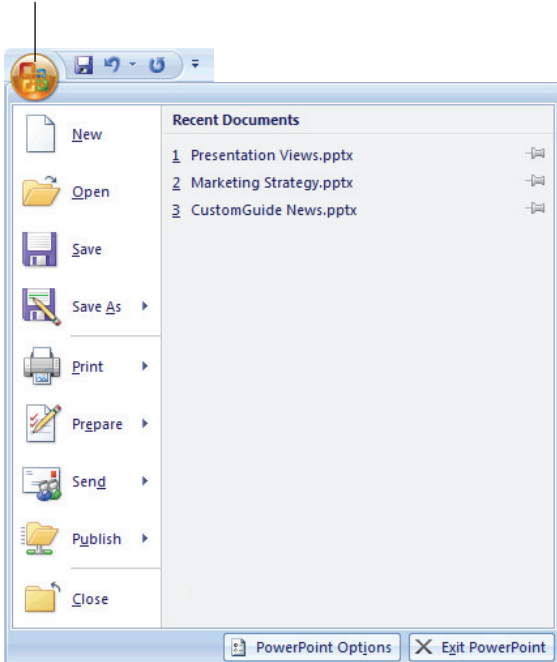 Recent Documents
New
1 Presentation Views.pptx
2 Marketing Strategy.pptx
Open
3 CustomGuide News.pptx
Save
Save As
Print
Prepare
Send
Publish
Close
PowerPoint Options
Exit PowerPoint